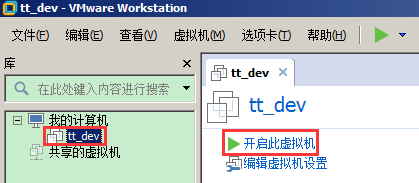 tt_dev - VMware Workstation
文件(F) 编辑(E) 查看(V) 虚拟机(M) 选项卡(T) 帮助(H)
库
在此处键入内容进行搜索
我的计算机
tt_dev
共享的虚拟机
tt_dev
tt_dev
开启此虚拟机
编辑虚拟机设置